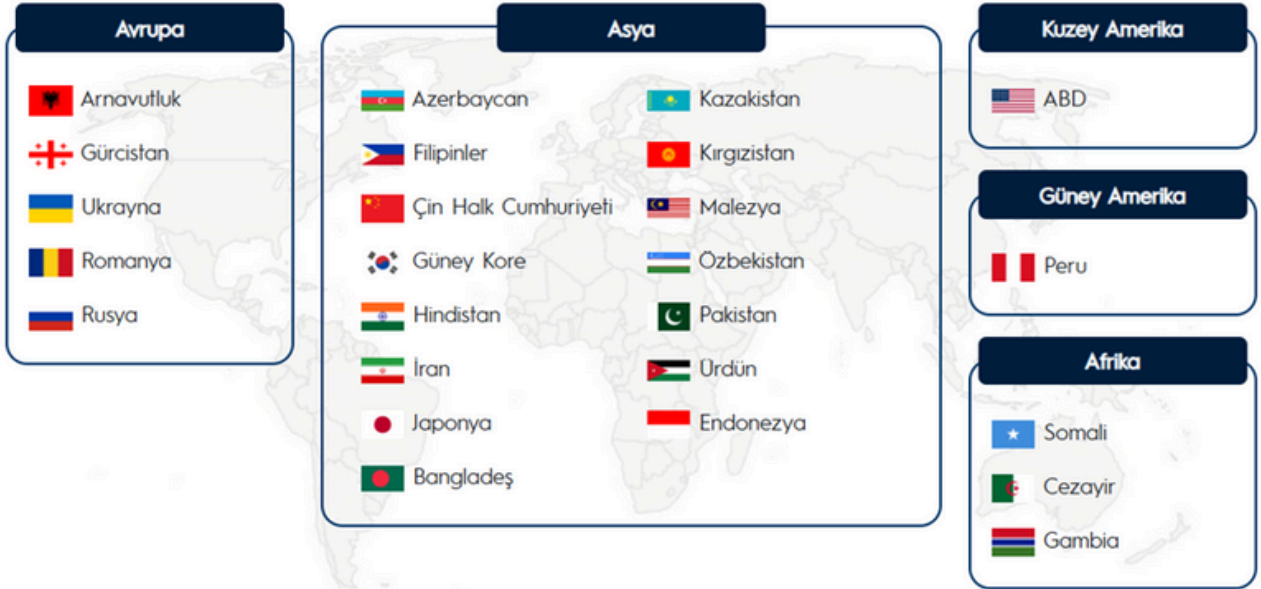 Avrupa
Arnavutluk
Gürcistan
Ukrayna
Romanya
Rusya
Asya
Azerbaycan
Filipinler
Çin Halk Cumhuriyeti
Güney Kore
Hindistan
İran
Japonya
Bangladeş
Kazakistan
Kırgızistan
Malezya
Özbekistan
Pakistan
Ürdün
Endonezya
Kuzey Amerika
ABD
Güney Amerika
Peru
Afrika
Somali
Cezayir
Gambia